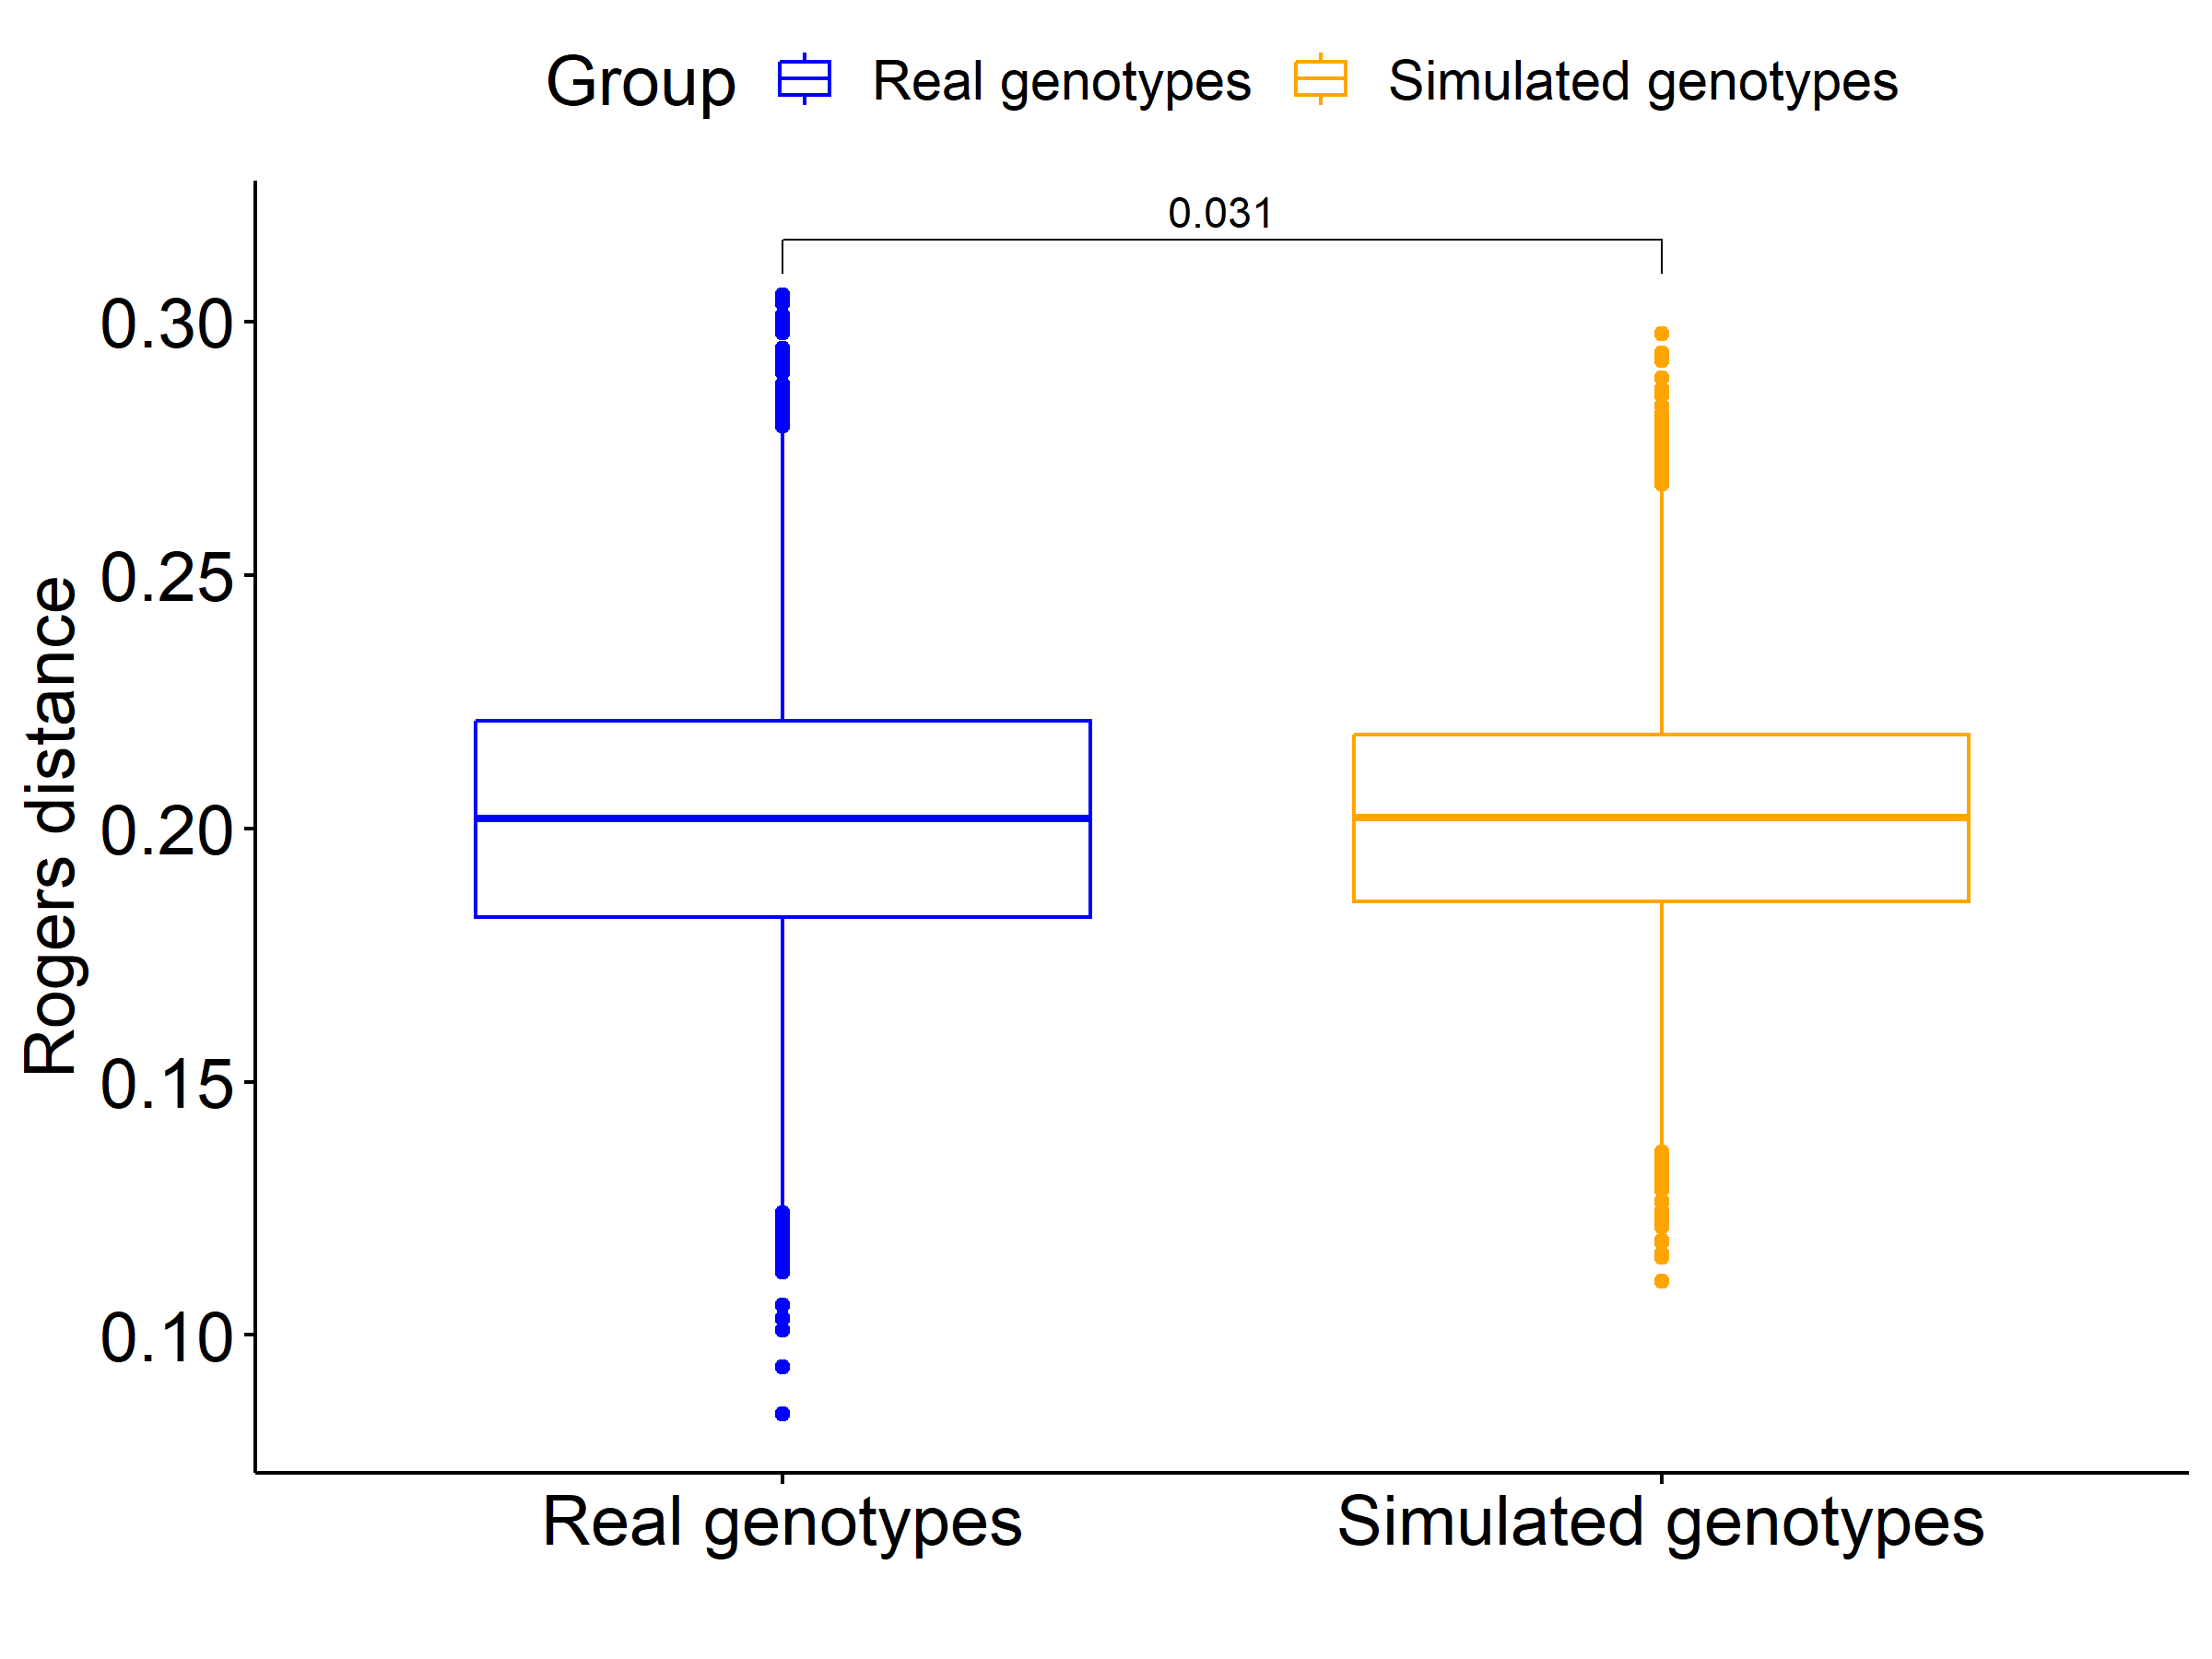 Group Real genotypes Simulated genotypes
0.031
0.30
0.25
0.20
0.15
0.10
Rogers distance
Real genotypes Simulated genotypes